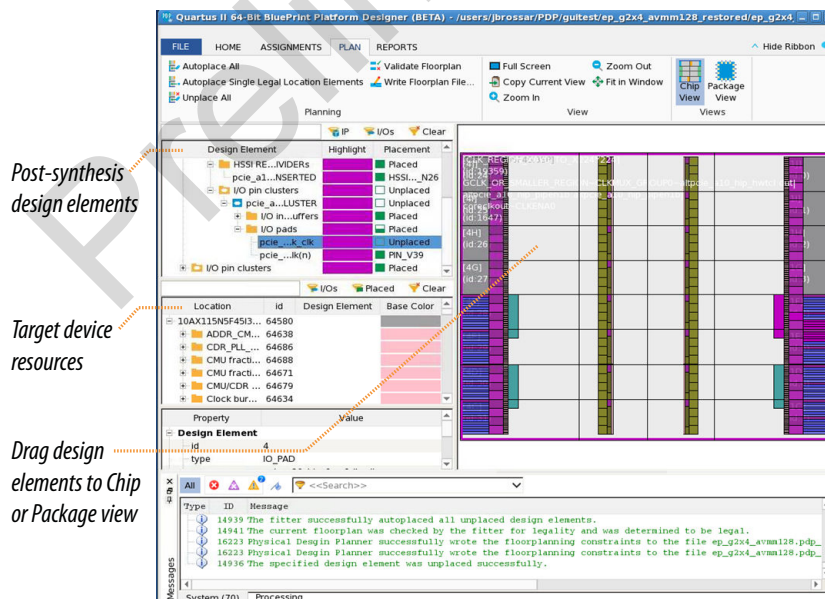 Quartus II 64-Bit BluePrint Platform Designer (BETA) - /users/jbrossar/PDP/guitest/ep_g2x4_avmm128_restored/ep_g2x4_
FILE HOME ASSIGNMENTS PLAN REPORTS Hide Ribbon
Autoplace All Validate Floorplan Full Screen Zoom Out
Autoplace Single Legal Location Elements Write Floorplan File... Copy Current View Fit in Window
Unplace All Zoom In
Chip View Package View
Planning View Views
IP I/Os Clear
Design Element Highlight Placement
HSSI RE...IVIDERs Placed
pcie_a1...NSERTED HSSI..._N26
I/O pin clusters Unplaced
pcie_a...LUSTER Unplaced
I/O in...uffers Placed
I/O pads Placed
pcie_...k_clk Unplaced
pcie_...lk(n) PIN_V39
I/O pin clusters Placed
Post-synthesis
design elements
I/Os Placed Clear
Location id Design Element Base Color
10AX115N5F45I3... 64580
ADDR_CM... 64638
CDR_PLL_... 64686
CMU fracti... 64688
CMU fracti... 64671
CMU/CDR ... 64679
Clock bur... 64634
Target device
resources
Property Value
Design Element
id 4
type IO_PAD
Drag design
elements to Chip
or Package view
(id:1647)
[4H]
(id:26
[4G]
(id:27
All <<Search>>
Type ID Message
14939 The fitter successfully autoplaced all unplaced design elements.
14941 The current floorplan was checked by the fitter for legality and was determined to be legal.
16223 Physical Desgin Planner successfully wrote the floorplanning constraints to the file ep_g2x4_avmm128.pdp_
16223 Physical Desgin Planner successfully wrote the floorplanning constraints to the file ep_g2x4_avmm128.pdp_
14936 The specified design element was unplaced successfully.
Messages
System (70) Processing
Preli